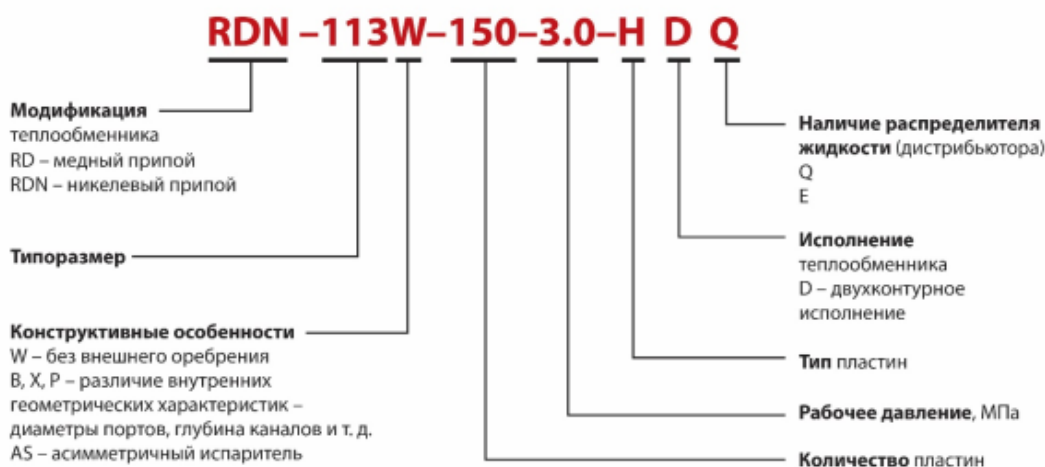 RDN –113W–150–3.0–H D Q
Модификация
теплообменника
RD – медный припой
RDN – никелевый припой
Типоразмер
Конструктивные особенности
W – без внешнего оребрения
B, X, P – различие внутренних
геометрических характеристик –
диаметры портов, глубина каналов и т. д.
AS – асимметричный испаритель
Наличие распределителя
жидкости (дистрибьютора)
Q
E
Исполнение
теплообменника
D – двухконтурное
исполнение
Тип пластин
Рабочее давление, МПа
Количество пластин